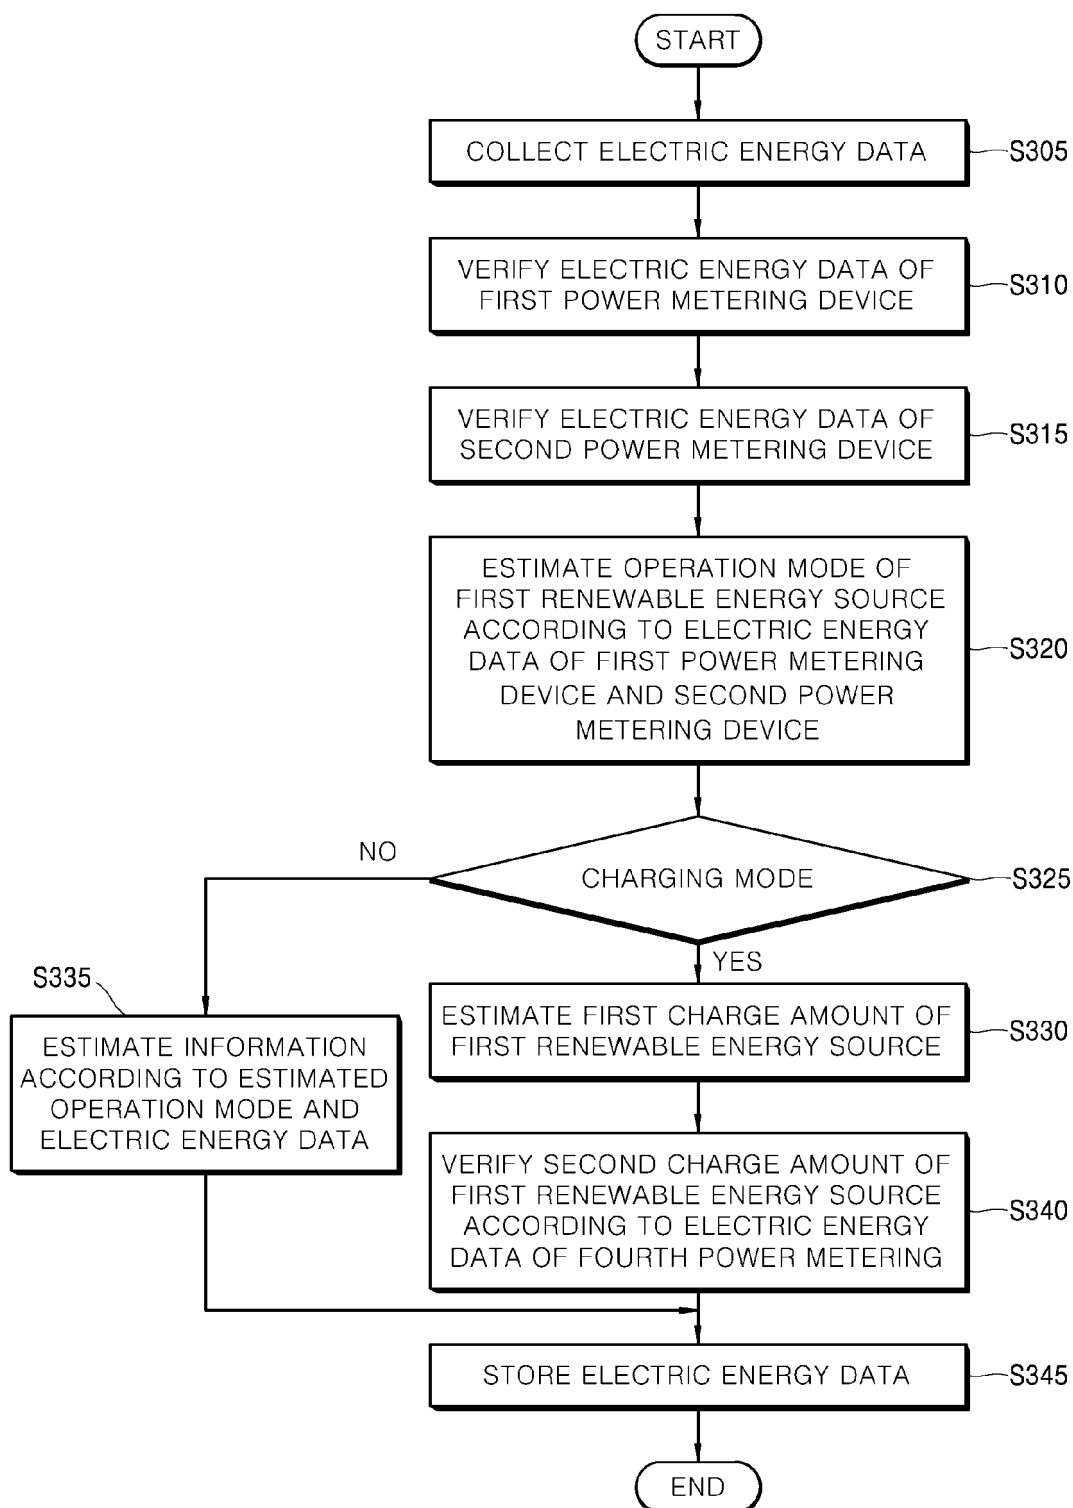 START
COLLECT ELECTRIC ENERGY DATA
S305
VERIFY ELECTRIC ENERGY DATA OF
FIRST POWER METERING DEVICE
S310
VERIFY ELECTRIC ENERGY DATA OF
SECOND POWER METERING DEVICE
S315
ESTIMATE OPERATION MODE OF
FIRST RENEWABLE ENERGY SOURCE
ACCORDING TO ELECTRIC ENERGY
DATA OF FIRST POWER METERING
DEVICE AND SECOND POWER
METERING DEVICE
S320
CHARGING MODE
S325
NO
YES
S335
ESTIMATE INFORMATION
ACCORDING TO ESTIMATED
OPERATION MODE AND
ELECTRIC ENERGY DATA
ESTIMATE FIRST CHARGE AMOUNT OF
FIRST RENEWABLE ENERGY SOURCE
S330
VERIFY SECOND CHARGE AMOUNT OF
FIRST RENEWABLE ENERGY SOURCE
ACCORDING TO ELECTRIC ENERGY
DATA OF FOURTH POWER METERING
S340
STORE ELECTRIC ENERGY DATA
S345
END